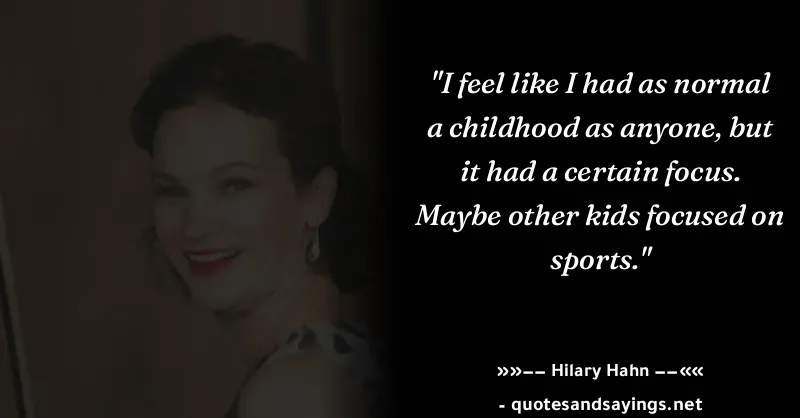 "I feel like I had as normal
a childhood as anyone, but
it had a certain focus.
Maybe other kids focused on
sports."
»»−− Hilary Hahn −−««
- quotesandsayings.net